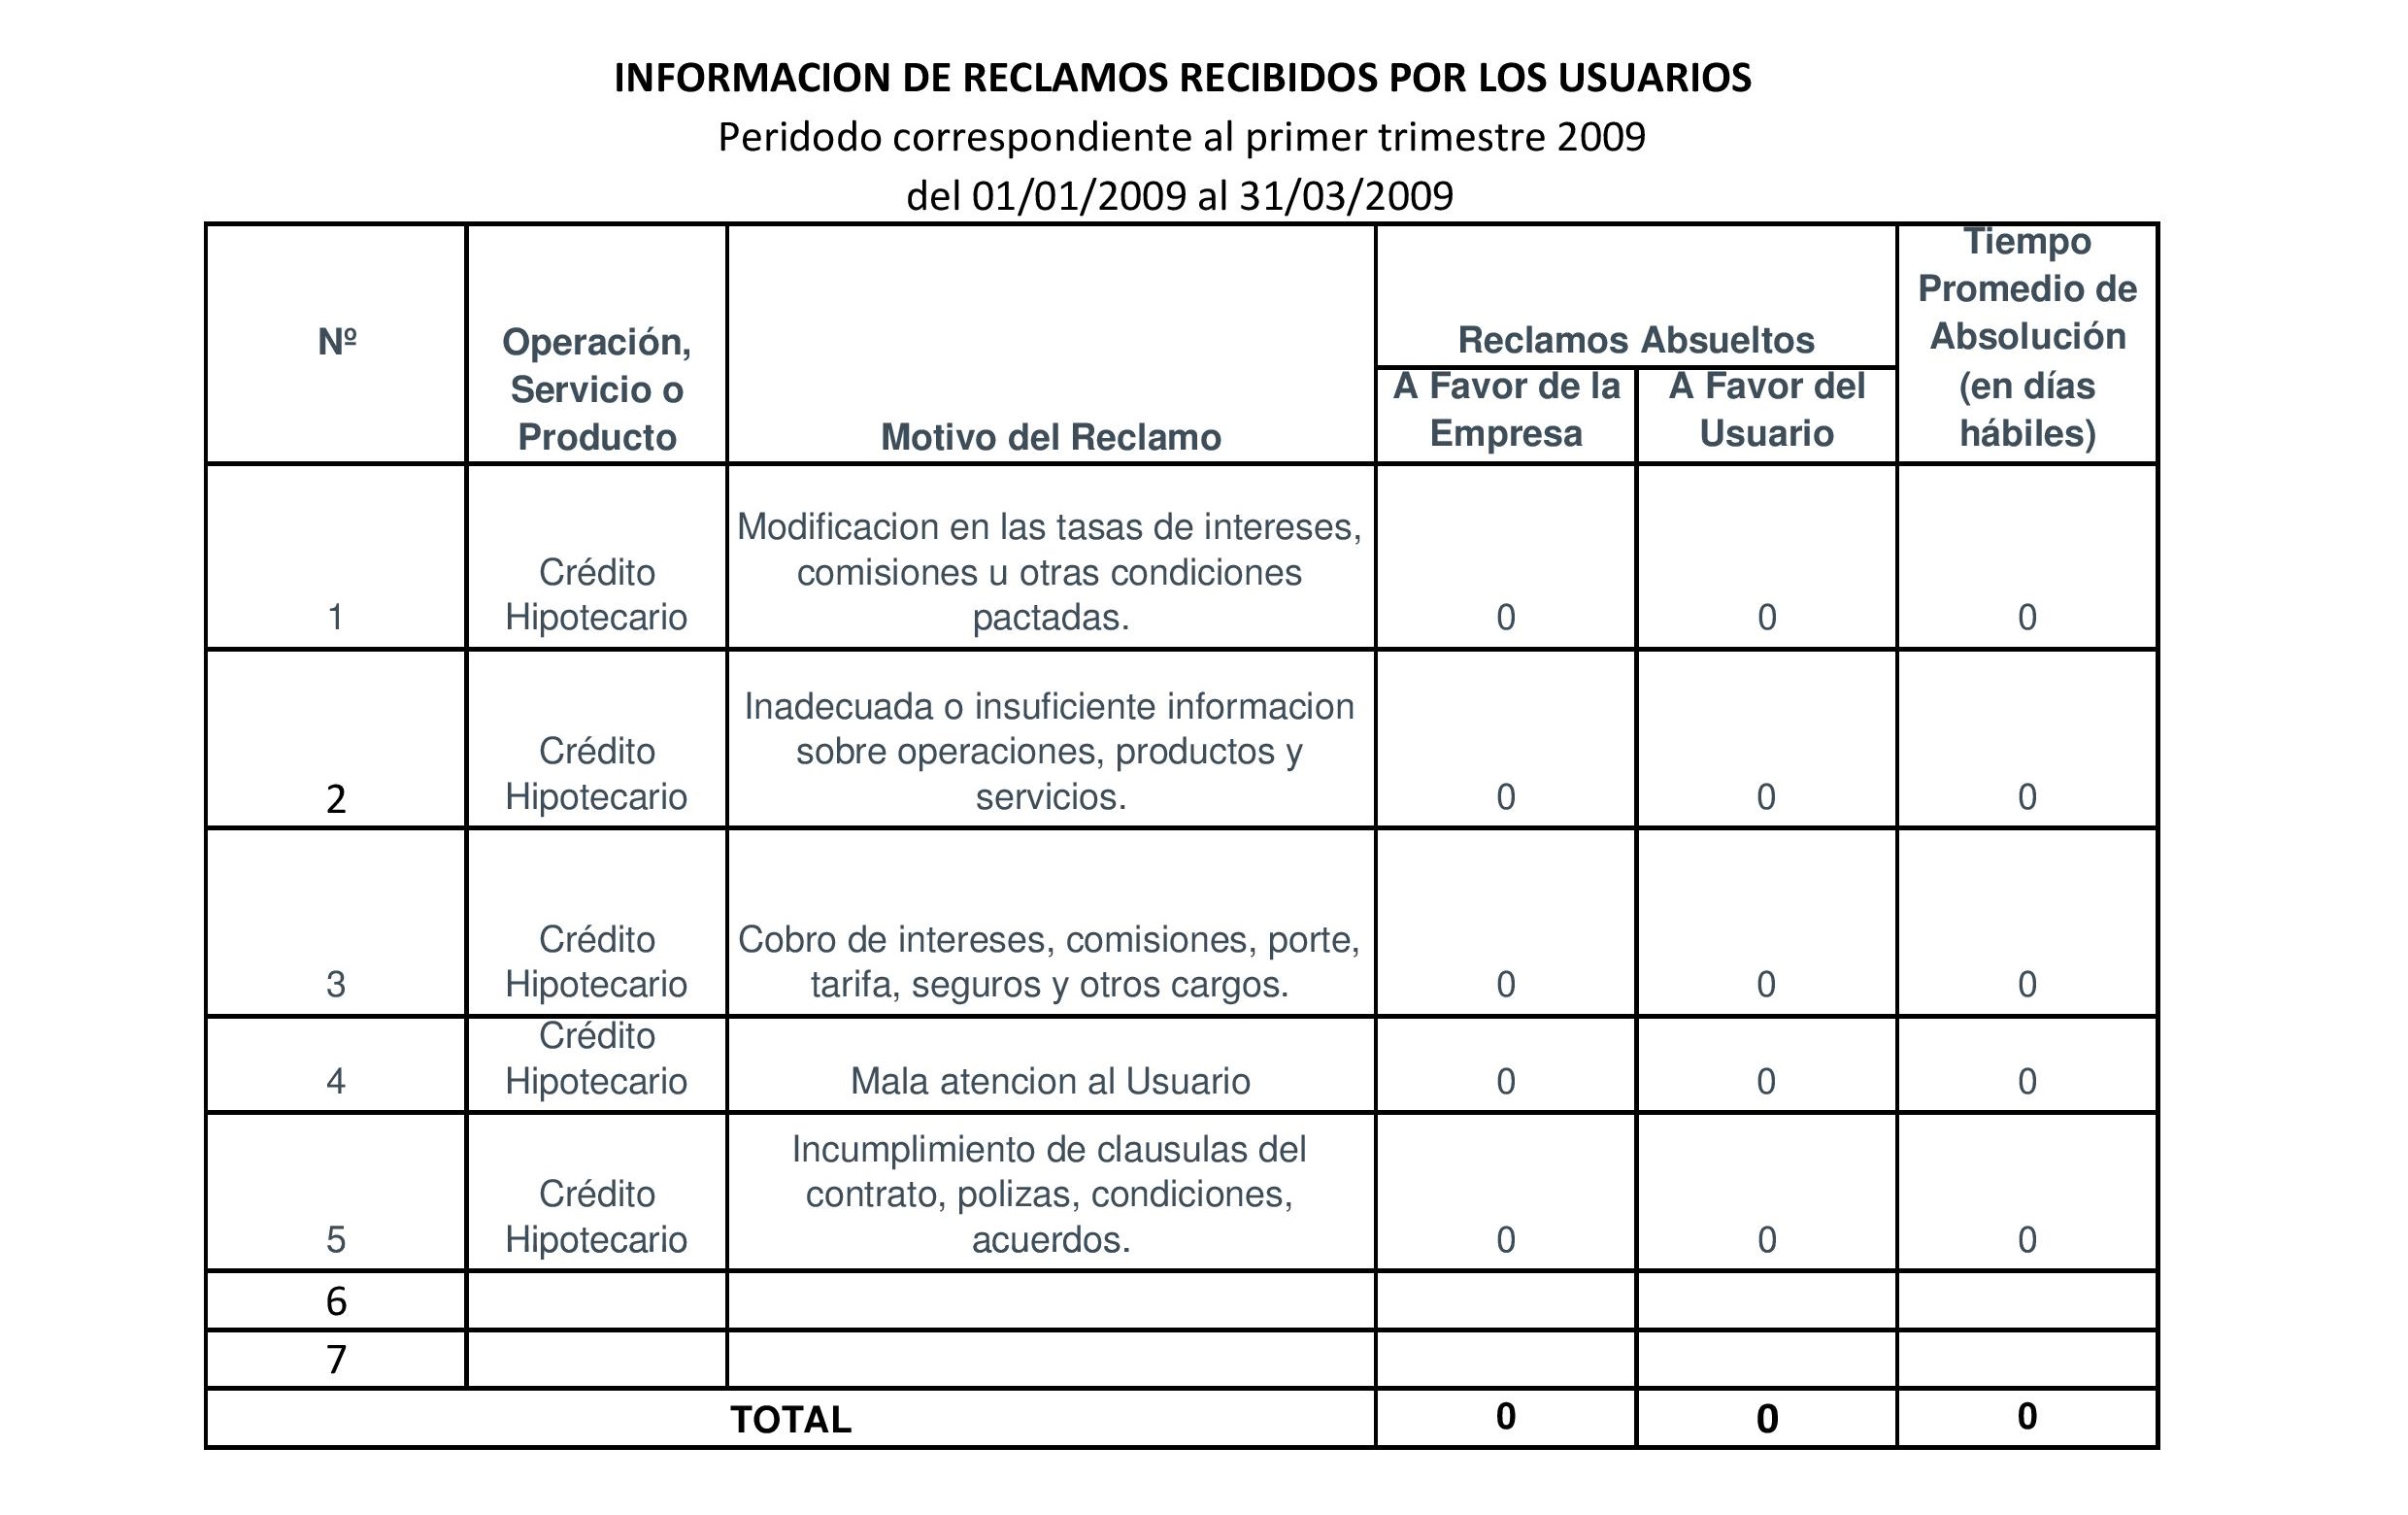 INFORMACION DE RECLAMOS RECIBIDOS POR LOS USUARIOS
Peridodo correspondiente al primer trimestre 2009
del 01/01/2009 al 31/03/2009
Nº
Operación,
Servicio o
Producto
Motivo del Reclamo
Reclamos Absueltos
A Favor de la
Empresa
A Favor del
Usuario
Tiempo
Promedio de
Absolución
(en días
hábiles)
1
Crédito
Hipotecario
Modificacion en las tasas de intereses,
comisiones u otras condiciones
pactadas.
0
0
0
2
Crédito
Hipotecario
Inadecuada o insuficiente informacion
sobre operaciones, productos y
servicios.
0
0
0
3
Crédito
Hipotecario
Cobro de intereses, comisiones, porte,
tarifa, seguros y otros cargos.
0
0
0
4
Crédito
Hipotecario
Mala atencion al Usuario
0
0
0
5
Crédito
Hipotecario
Incumplimiento de clausulas del
contrato, polizas, condiciones,
acuerdos.
0
0
0
6
7
TOTAL
0
0
0